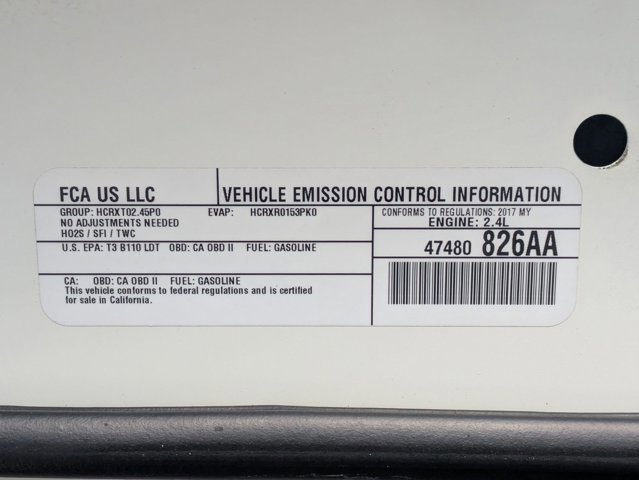 FCA US LLC
VEHICLE EMISSION CONTROL INFORMATION
GROUP: HCRXT02.45P0 EVAP: HCRXR0153PK0
NO ADJUSTMENTS NEEDED
HO2S / SFI / TWC
CONFORMS TO REGULATIONS: 2017 MY
ENGINE: 2.4L
U.S. EPA: T3 B110 LDT OBD: CA OBD II FUEL: GASOLINE
47480 826AA
CA: OBD: CA OBD II FUEL: GASOLINE
This vehicle conforms to federal regulations and is certified
for sale in California.